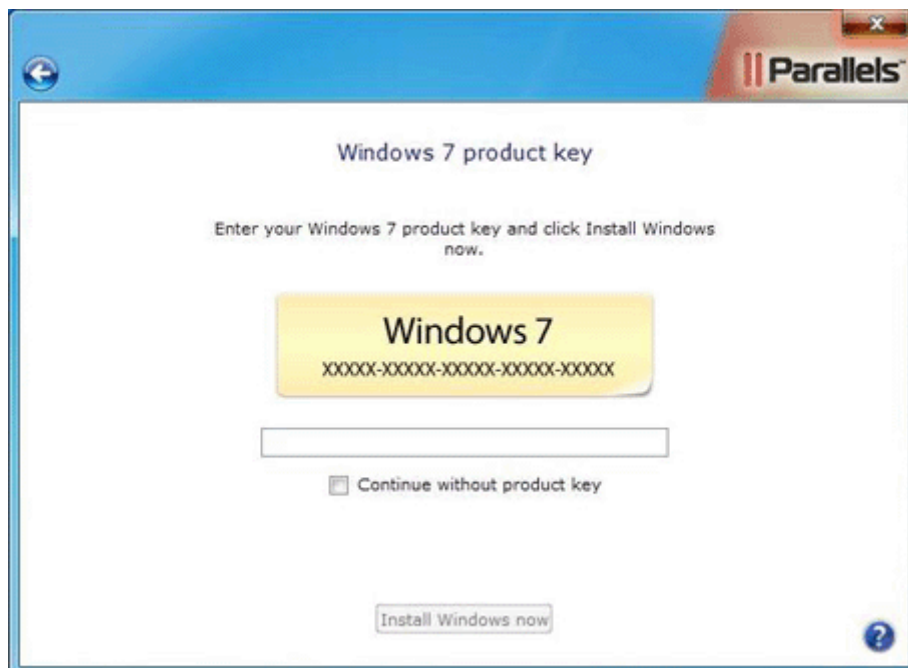 Parallels™
Windows 7 product key
Enter your Windows 7 product key and click Install Windows
now.
Windows 7
XXXXX-XXXXX-XXXXX-XXXXX-XXXXX
Continue without product key
Install Windows now
?